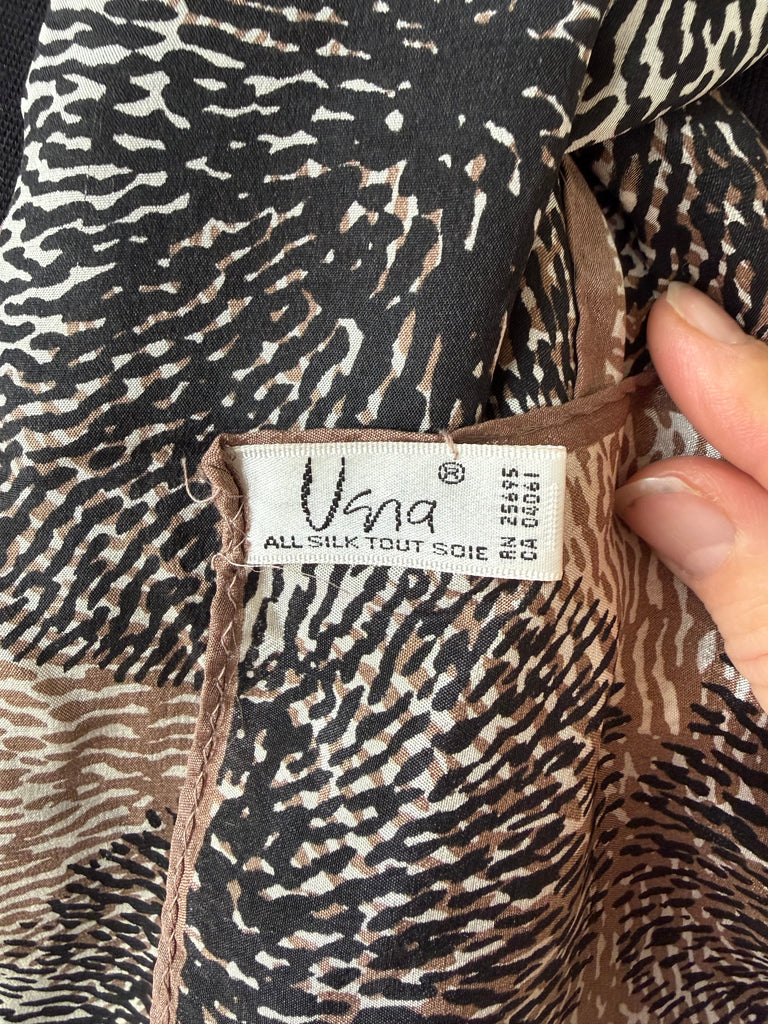 Vera ®
ALL SILK TOUT SOIE
RN 25695
CA 04061